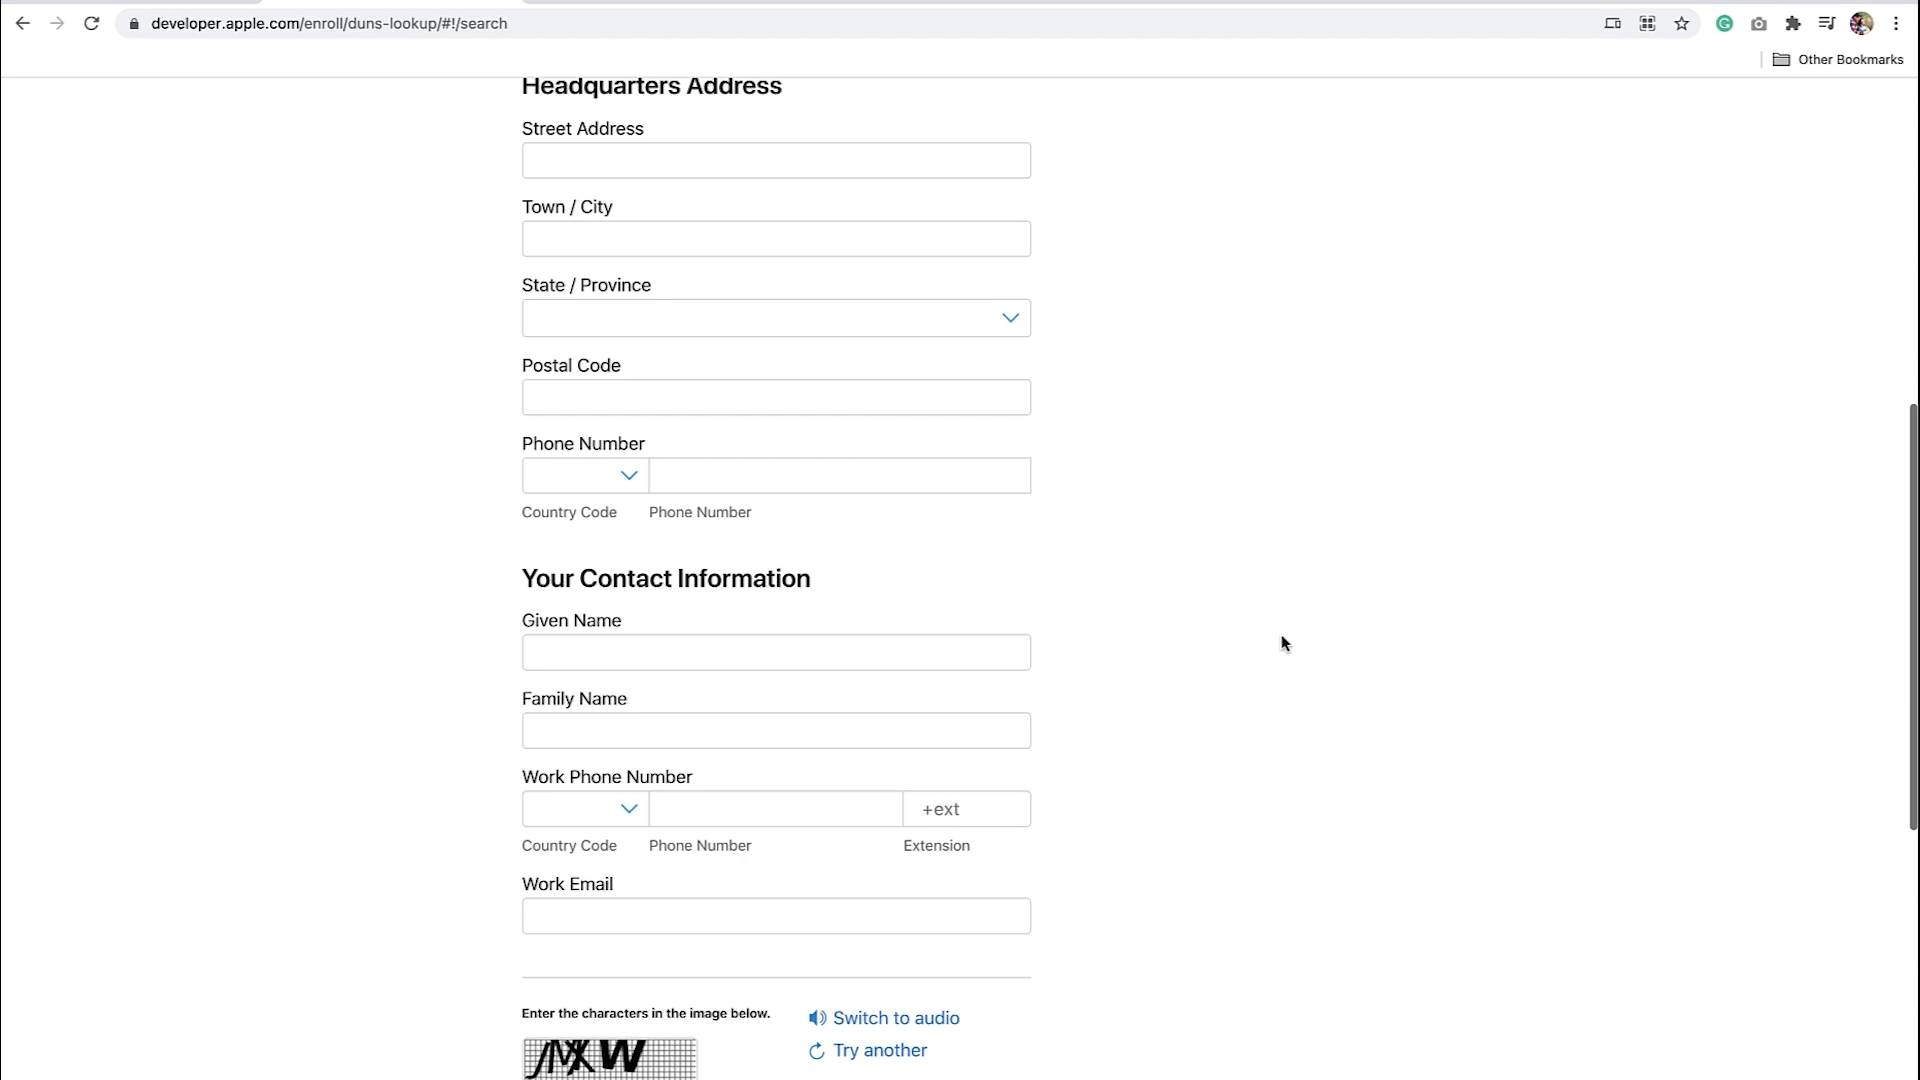 developer.apple.com/enroll/duns-lookup/#!/search
Other Bookmarks
Headquarters Address
Street Address
Town / City
State / Province
Postal Code
Phone Number
Country Code Phone Number
Your Contact Information
Given Name
Family Name
Work Phone Number
+ext
Country Code Phone Number Extension
Work Email
Enter the characters in the image below.
Switch to audio
Try another